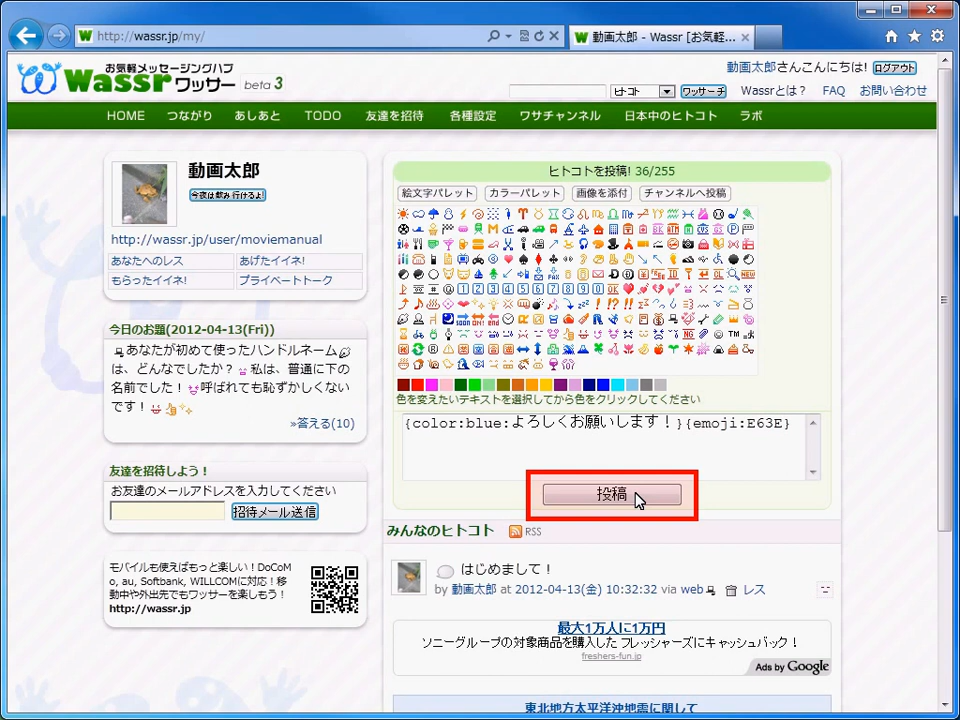 http://wassr.jp/my/
動画太郎 - Wassr [お気軽...
お気軽メッセージングハブ
Wassr ワッサー beta 3
動画太郎さんこんにちは! ログアウト
ヒトコト ワッサーチ Wassrとは? FAQ お問い合わせ
HOME つながり あしあと TODO 友達を招待 各種設定 ワサチャンネル 日本中のヒトコト ラボ
動画太郎
今夜は飲み行けるよ!
http://wassr.jp/user/moviemanual
あなたへのレス あげたイイネ!
もらったイイネ! プライベートトーク
今日のお題(2012-04-13(Fri))
あなたが初めて使ったハンドルネーム
は、どんなでしたか? 私は、普通に下の
名前でした! 呼ばれても恥ずかしくない
です!
»答える(10)
友達を招待しよう!
お友達のメールアドレスを入力してください
招待メール送信
モバイルも使えばもっと楽しい!DoCoM
o, au, Softbank, WILLCOMに対応!移
動中や外出先でもワッサーを楽しもう!
http://wassr.jp
ヒトコトを投稿! 36/255
絵文字パレット カラーパレット 画像を添付 チャンネルへ投稿
色を変えたいテキストを選択してから色をクリックしてください
{color:blue:よろしくお願いします！}{emoji:E63E}
投稿
みんなのヒトコト RSS
はじめまして！
by 動画太郎 at 2012-04-13(金) 10:32:32 via web レス
最大1万人に1万円
ソニーグループの対象商品を購入した フレッシャーズにキャッシュバック！
freshers-fun.jp
Ads by Google
東北地方太平洋沖地震に関して